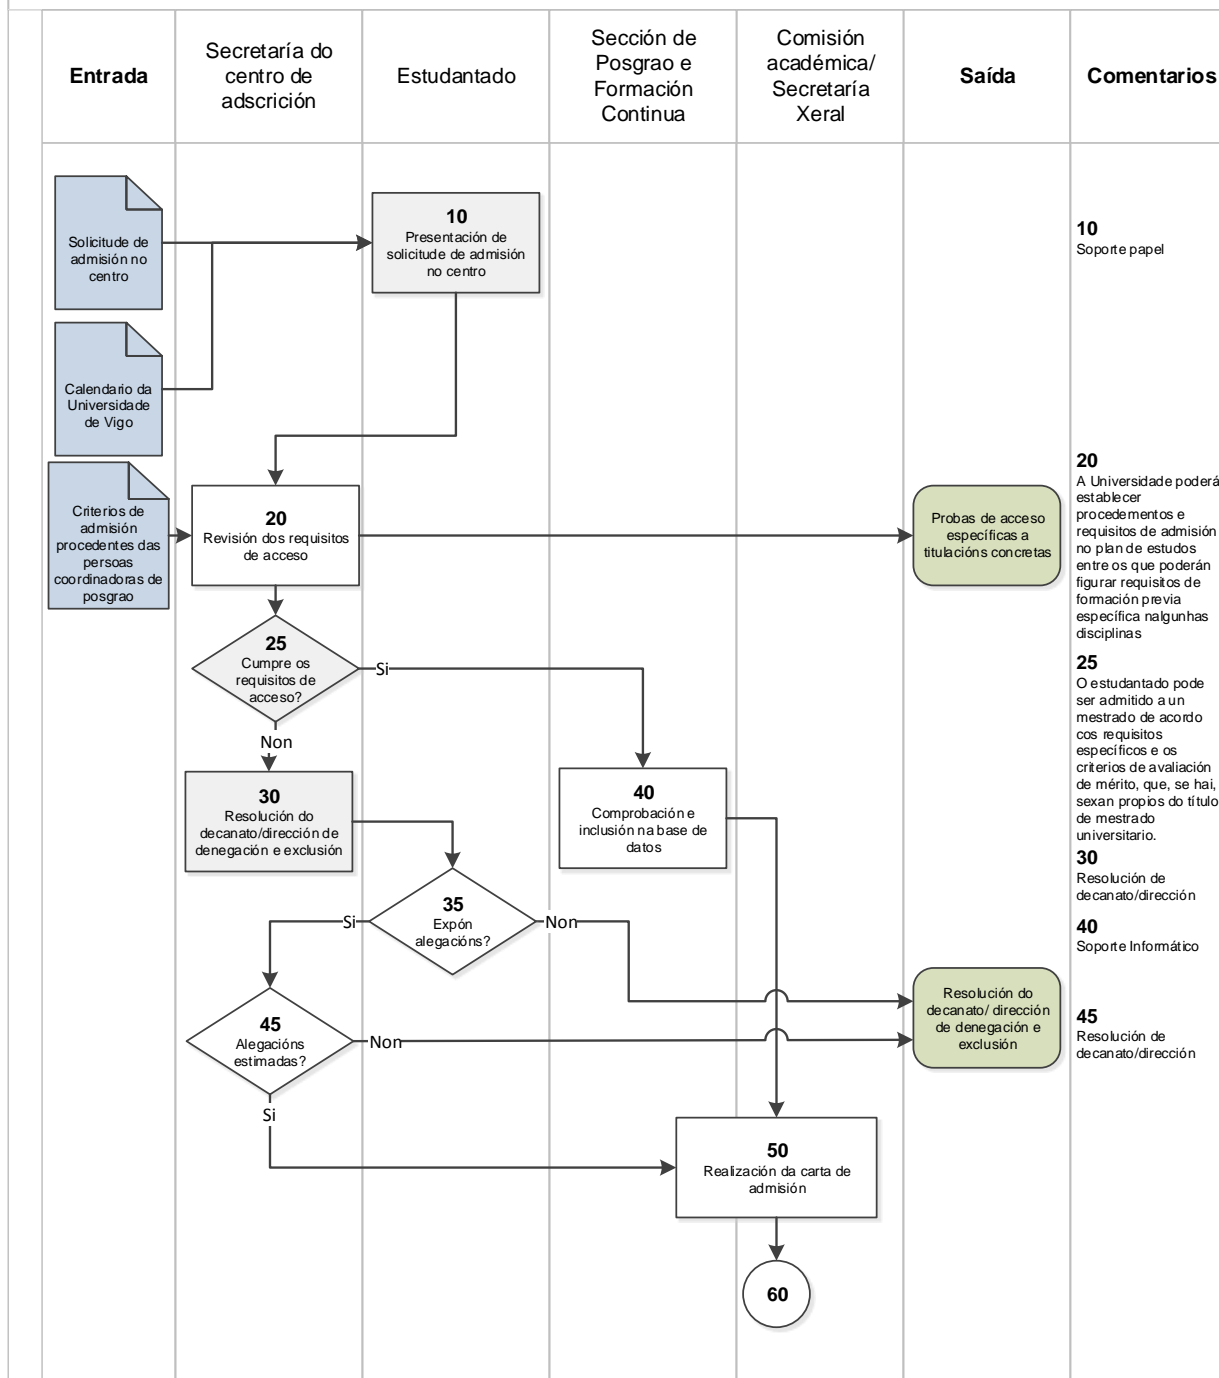 Entrada
Secretaría do
centro de
adscrición
Estudantado
Sección de
Posgrao e
Formación
Continua
Comisión
académica/
Secretaría
Xeral
Saída
Comentarios
Solicitude de
admisión no
centro
10
Presentación de
solicitude de admisión
no centro
10
Soporte papel
Calendario da
Universidade
de Vigo
Criterios de
admisión
procedentes das
persoas
coordinadoras de
posgrao
20
Revisión dos requisitos
de acceso
Probas de acceso
específicas a
titulacións concretas
20
A Universidade poderá
establecer
procedementos e
requisitos de admisión
no plan de estudos
entre os que poderán
figurar requisitos de
formación previa
específica nalgunhas
disciplinas
25
Cumpre os
requisitos de
acceso?
Si
Non
25
O estudantado pode
ser admitido a un
mestrado de acordo
cos requisitos
específicos e os
criterios de avaliación
de mérito, que, se hai,
sexan propios do título
de mestrado
universitario.
30
Resolución do
decanato/dirección de
denegación e exclusión
40
Comprobación e
inclusión na base de
datos
30
Resolución de
decanato/dirección
35
Expón
alegacións?
Si
Non
40
Soporte Informático
45
Alegacións
estimadas?
Non
Si
Resolución do
decanato/ dirección
de denegación e
exclusión
45
Resolución de
decanato/dirección
50
Realización da carta de
admisión
60